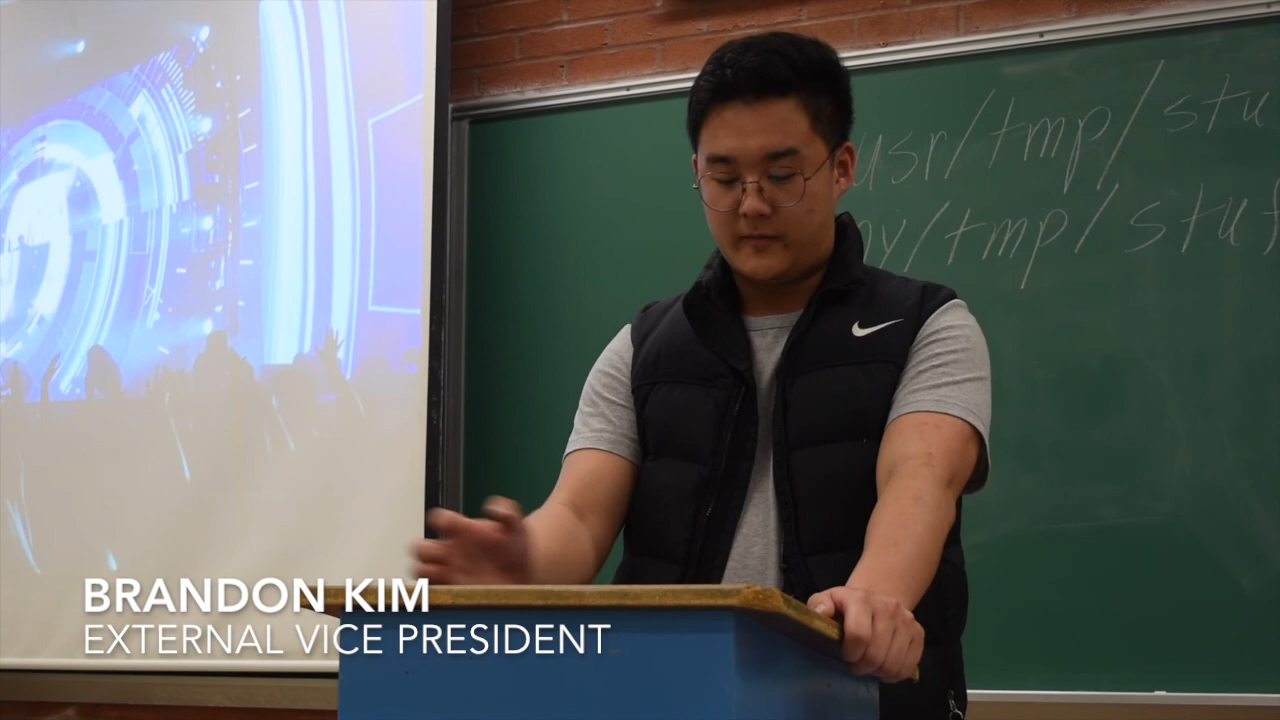 usr/tmp/stu
/tmp/stuf
BRANDON KIM
EXTERNAL VICE PRESIDENT